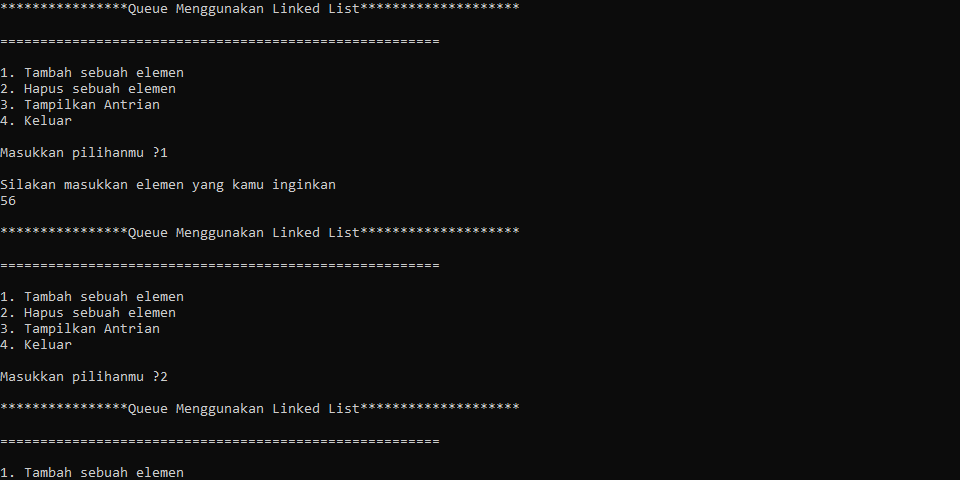 ****************Queue Menggunakan Linked List********************
=======================================================
1. Tambah sebuah elemen
2. Hapus sebuah elemen
3. Tampilkan Antrian
4. Keluar
Masukkan pilihanmu ?1
Silakan masukkan elemen yang kamu inginkan
56
****************Queue Menggunakan Linked List********************
=======================================================
1. Tambah sebuah elemen
2. Hapus sebuah elemen
3. Tampilkan Antrian
4. Keluar
Masukkan pilihanmu ?2
****************Queue Menggunakan Linked List********************
=======================================================
1. Tambah sebuah elemen